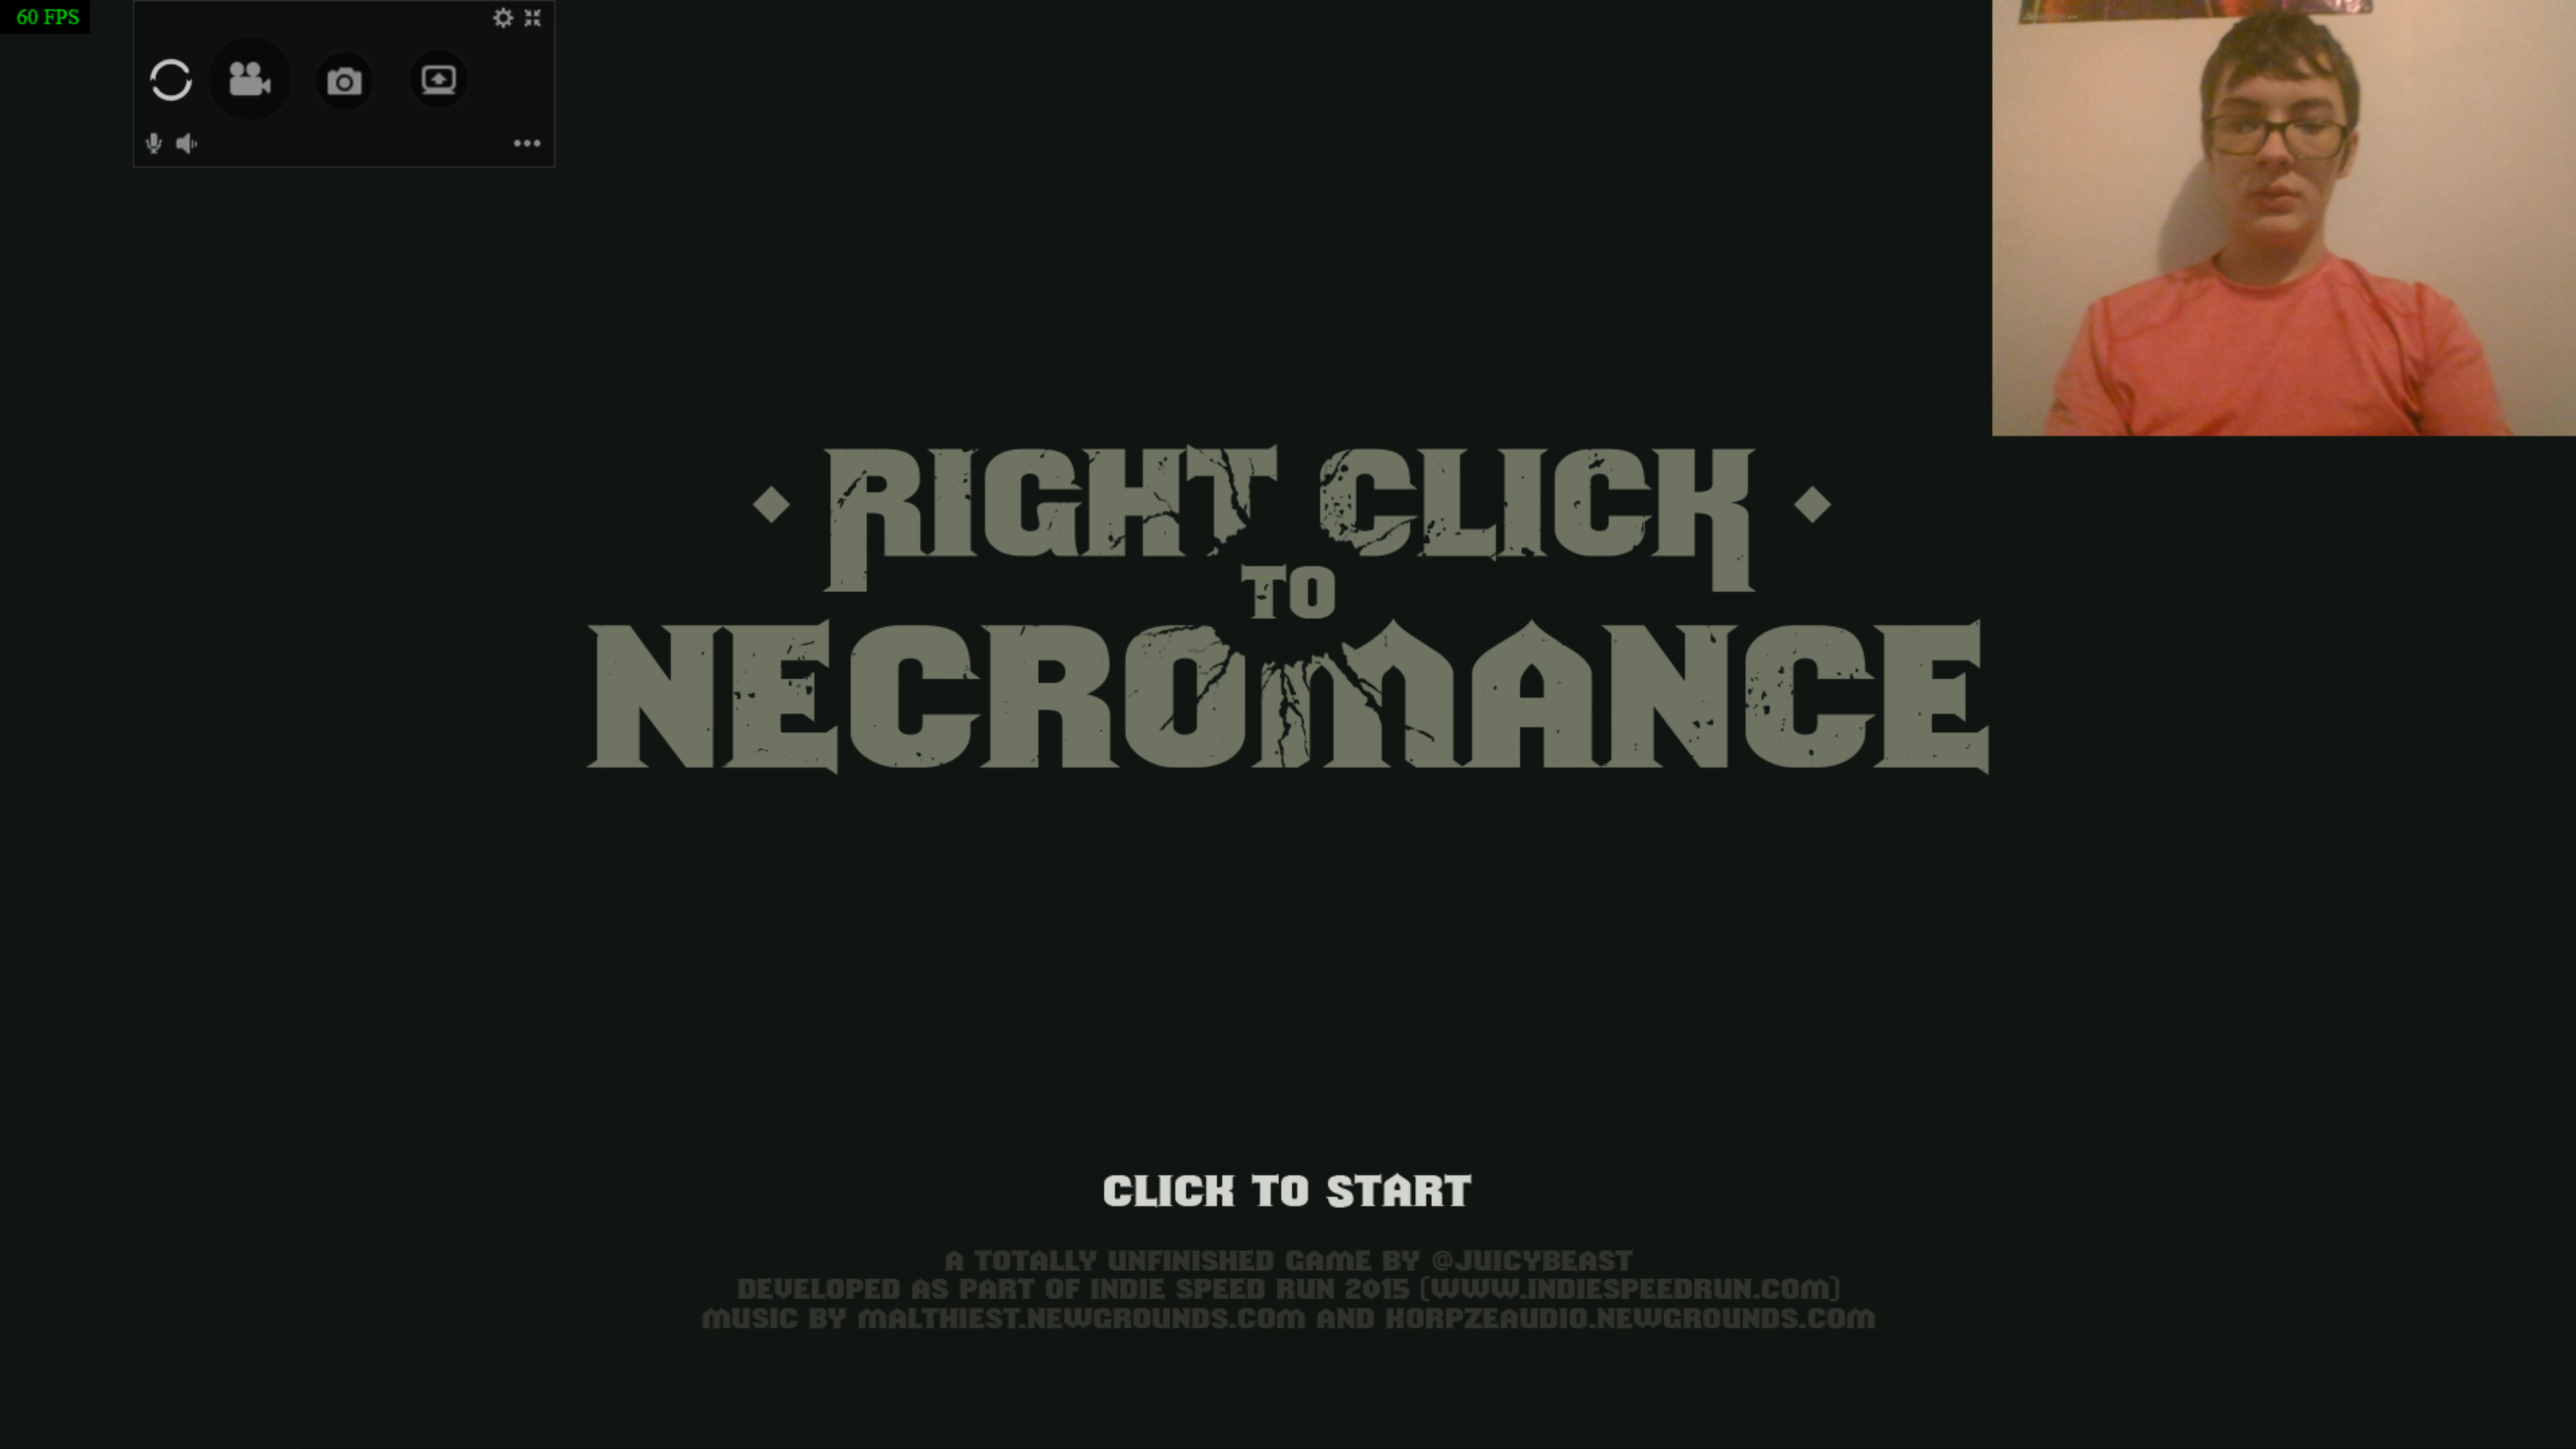 60 FPS
RIGHT CLICK
TO
NECROMANCE
CLICK TO START
A TOTALLY UNFINISHED GAME BY @JUICYBEAST
DEVELOPED AS PART OF INDIE SPEED RUN 2015 (WWW.INDIESPEEDRUN.COM)
MUSIC BY MALTHIEST.NEWGROUNDS.COM AND KORPZEAUDIO.NEWGROUNDS.COM